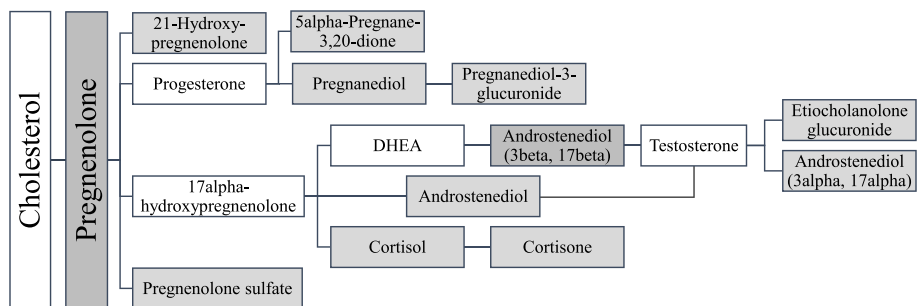 Cholesterol
Pregnenolone
21-Hydroxy-
pregnenolone
5alpha-Pregnane-
3,20-dione
Progesterone
Pregnanediol
Pregnanediol-3-
glucuronide
17alpha-
hydroxypregnenolone
DHEA
Androstenediol
(3beta, 17beta)
Testosterone
Etiocholanolone
glucuronide
Androstenediol
(3alpha, 17alpha)
Androstenediol
Cortisol
Cortisone
Pregnenolone sulfate